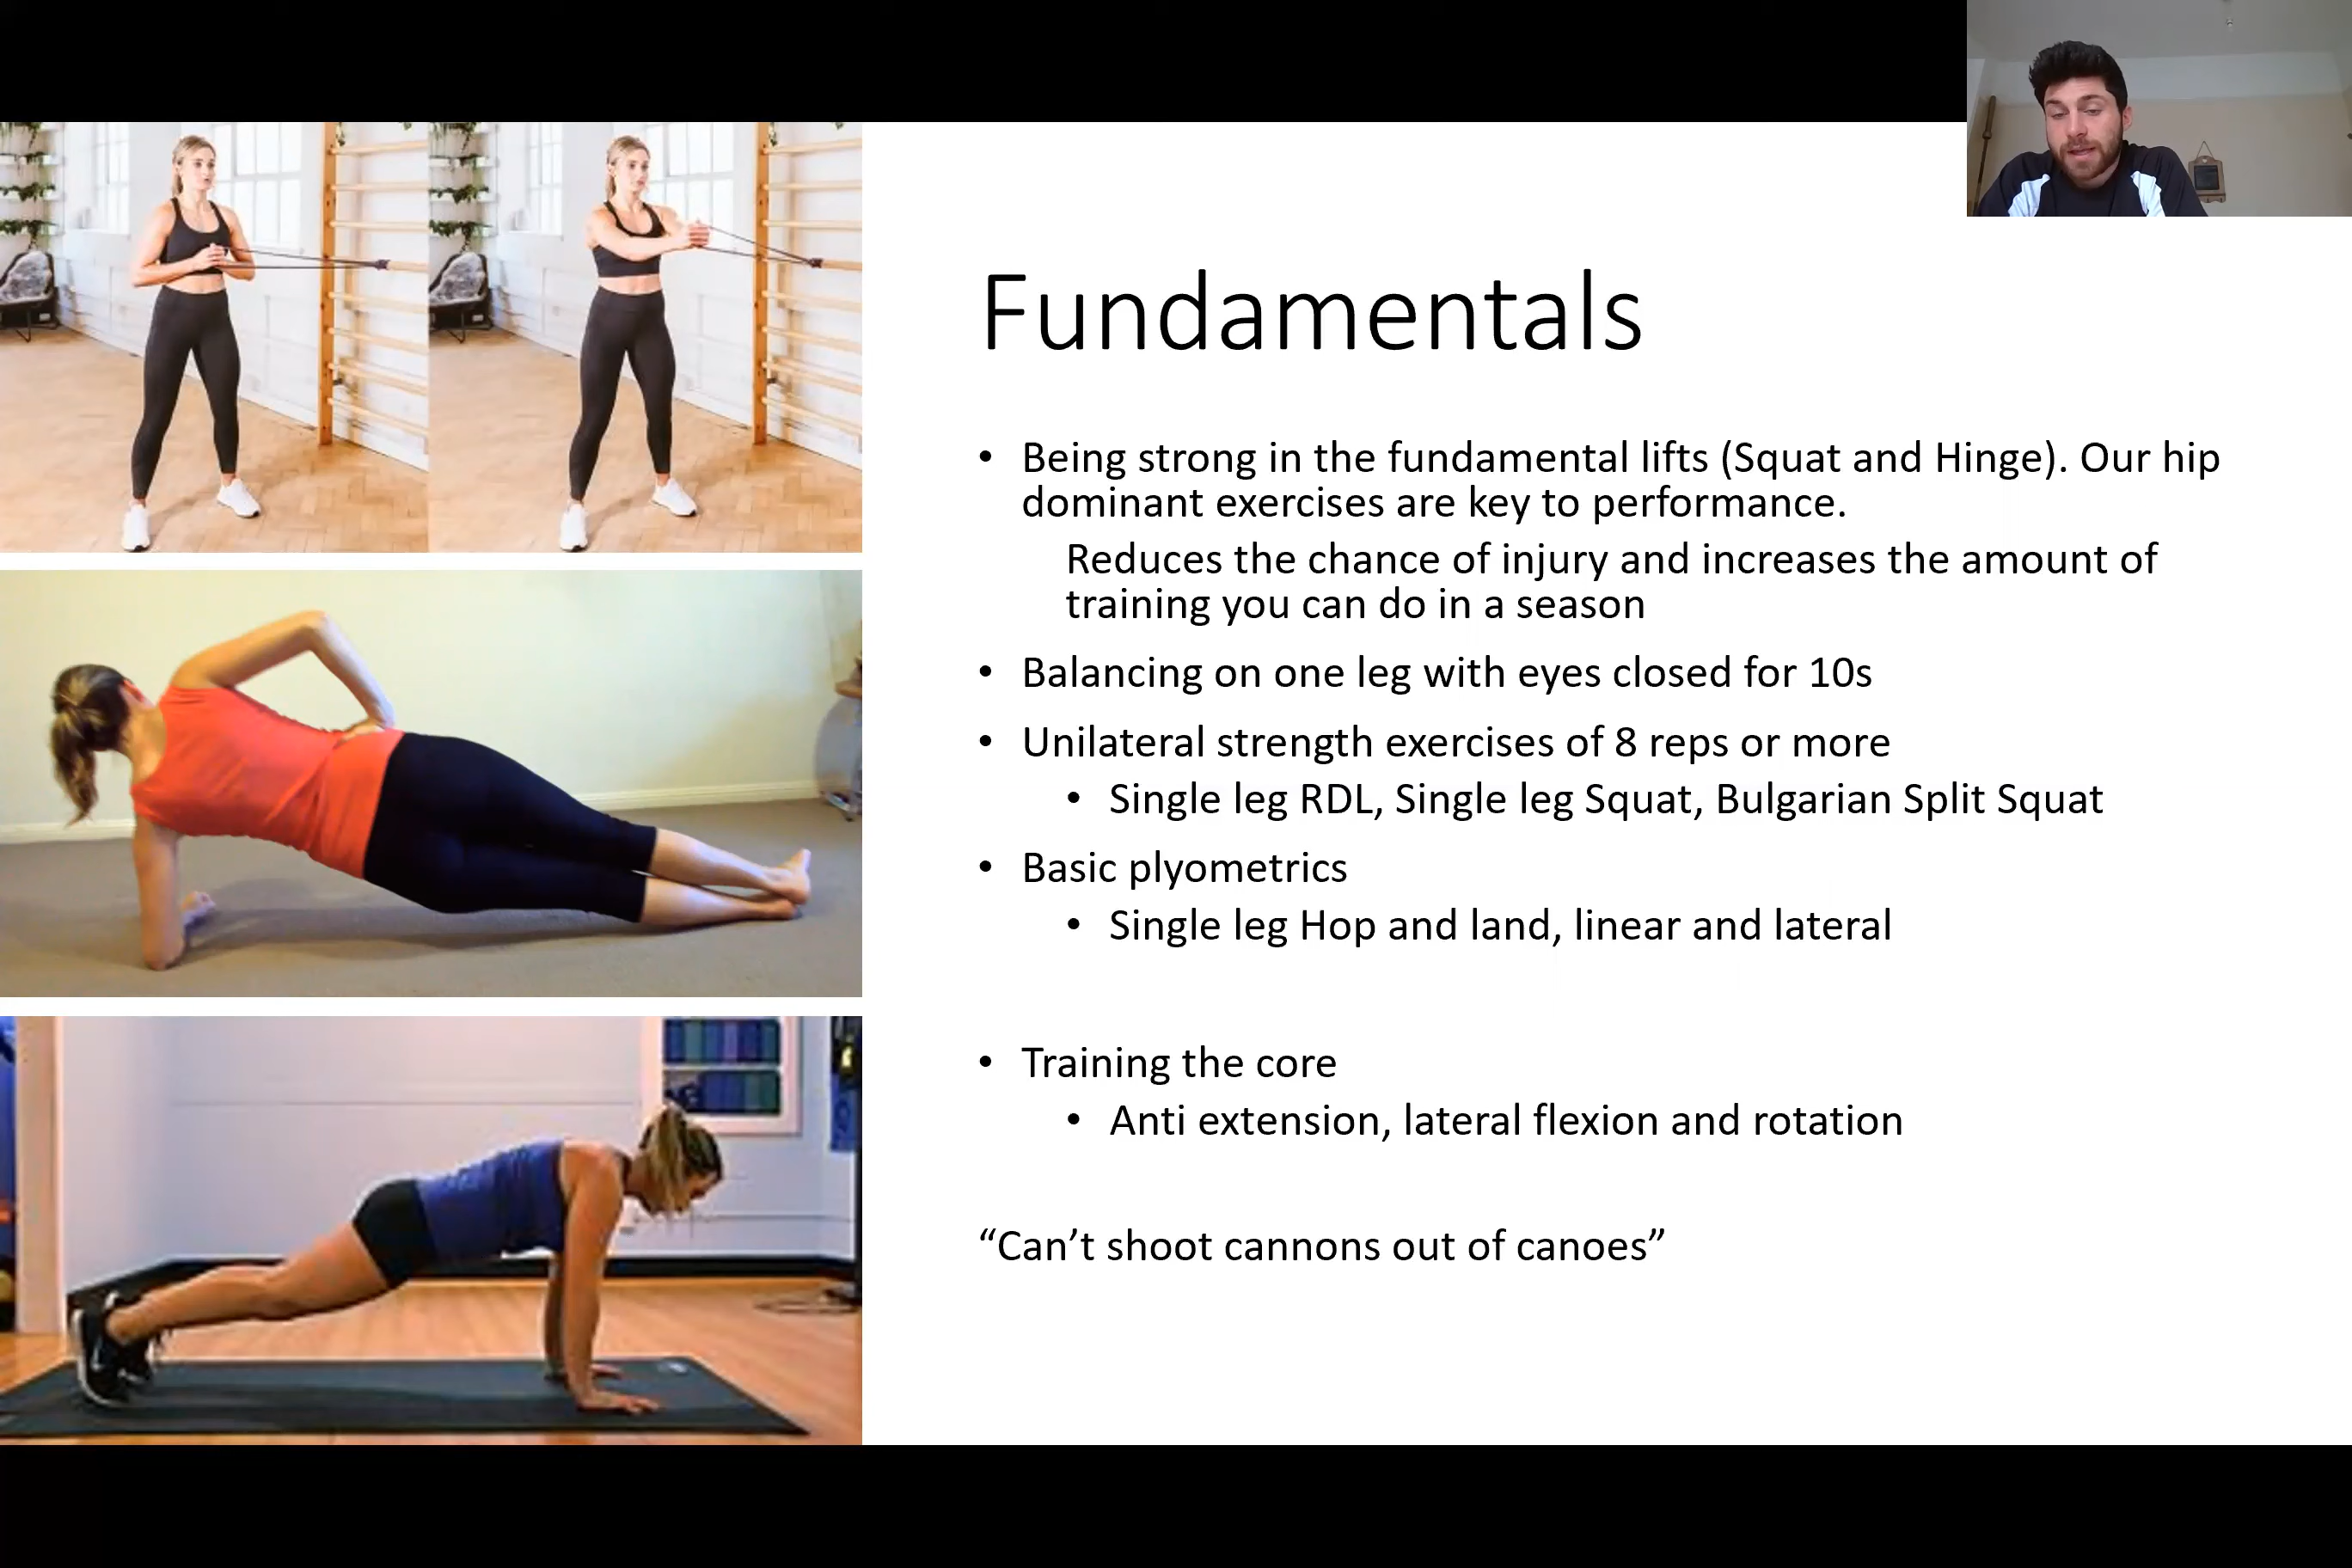 Fundamentals
• Being strong in the fundamental lifts (Squat and Hinge). Our hip
dominant exercises are key to performance.
Reduces the chance of injury and increases the amount of
training you can do in a season
• Balancing on one leg with eyes closed for 10s
• Unilateral strength exercises of 8 reps or more
• Single leg RDL, Single leg Squat, Bulgarian Split Squat
• Basic plyometrics
• Single leg Hop and land, linear and lateral
• Training the core
• Anti extension, lateral flexion and rotation
“Can’t shoot cannons out of canoes”